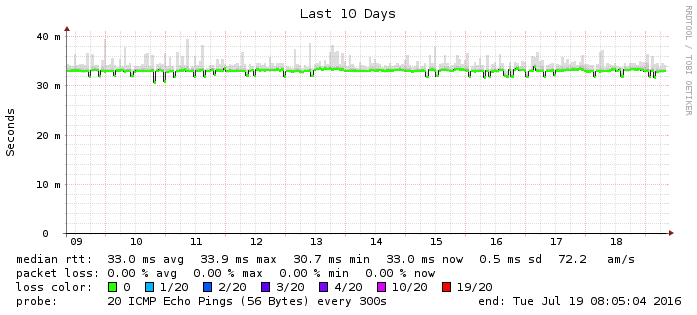 Last 10 Days
RRDTOOL / TOBI OETIKER
Seconds
40 m
30 m
20 m
10 m
0
09 10 11 12 13 14 15 16 17 18
median rtt: 33.0 ms avg 33.9 ms max 30.7 ms min 33.0 ms now 0.5 ms sd 72.2 am/s
packet loss: 0.00 % avg 0.00 % max 0.00 % min 0.00 % now
loss color: 0 1/20 2/20 3/20 4/20 10/20 19/20
probe: 20 ICMP Echo Pings (56 Bytes) every 300s end: Tue Jul 19 08:05:04 2016